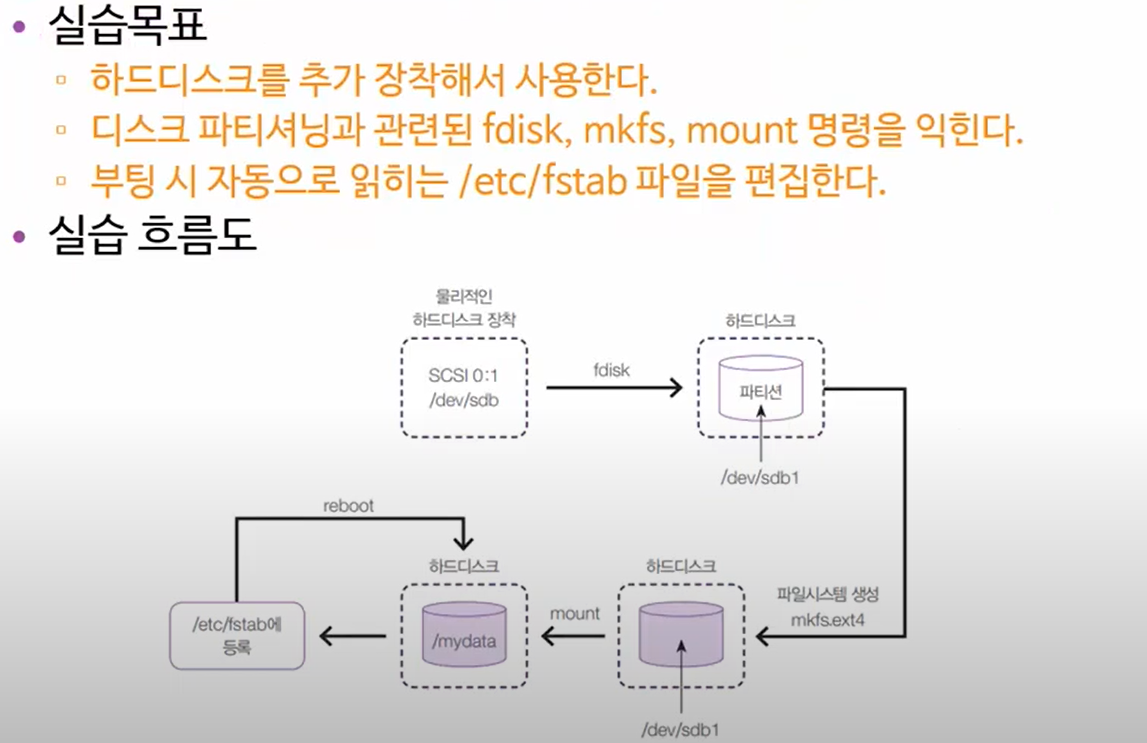 • 실습목표
▫ 하드디스크를 추가 장착해서 사용한다.
▫ 디스크 파티셔닝과 관련된 fdisk, mkfs, mount 명령을 익힌다.
▫ 부팅 시 자동으로 읽히는 /etc/fstab 파일을 편집한다.
• 실습 흐름도
물리적인
하드디스크 장착
SCSI 0:1
/dev/sdb
fdisk
하드디스크
파티션
/dev/sdb1
파일시스템 생성
mkfs.ext4
하드디스크
/dev/sdb1
mount
하드디스크
/mydata
/etc/fstab에
등록
reboot